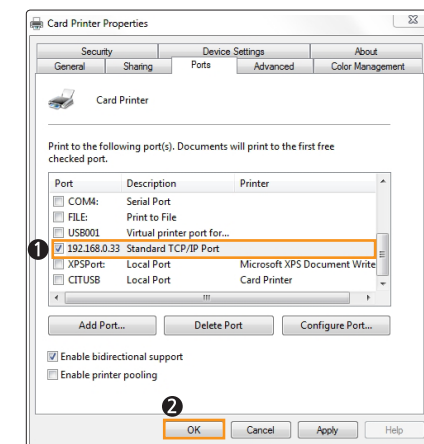 Card Printer Properties
Security Device Settings About
General Sharing Ports Advanced Color Management
Card Printer
Print to the following port(s). Documents will print to the first free
checked port.
Port Description Printer
COM4: Serial Port
FILE: Print to File
USB001 Virtual printer port for...
1 192.168.0.33 Standard TCP/IP Port
XPSPort: Local Port Microsoft XPS Document Write
CITUSB Local Port Card Printer
Add Port... Delete Port Configure Port...
Enable bidirectional support
Enable printer pooling
2
OK Cancel Apply Help